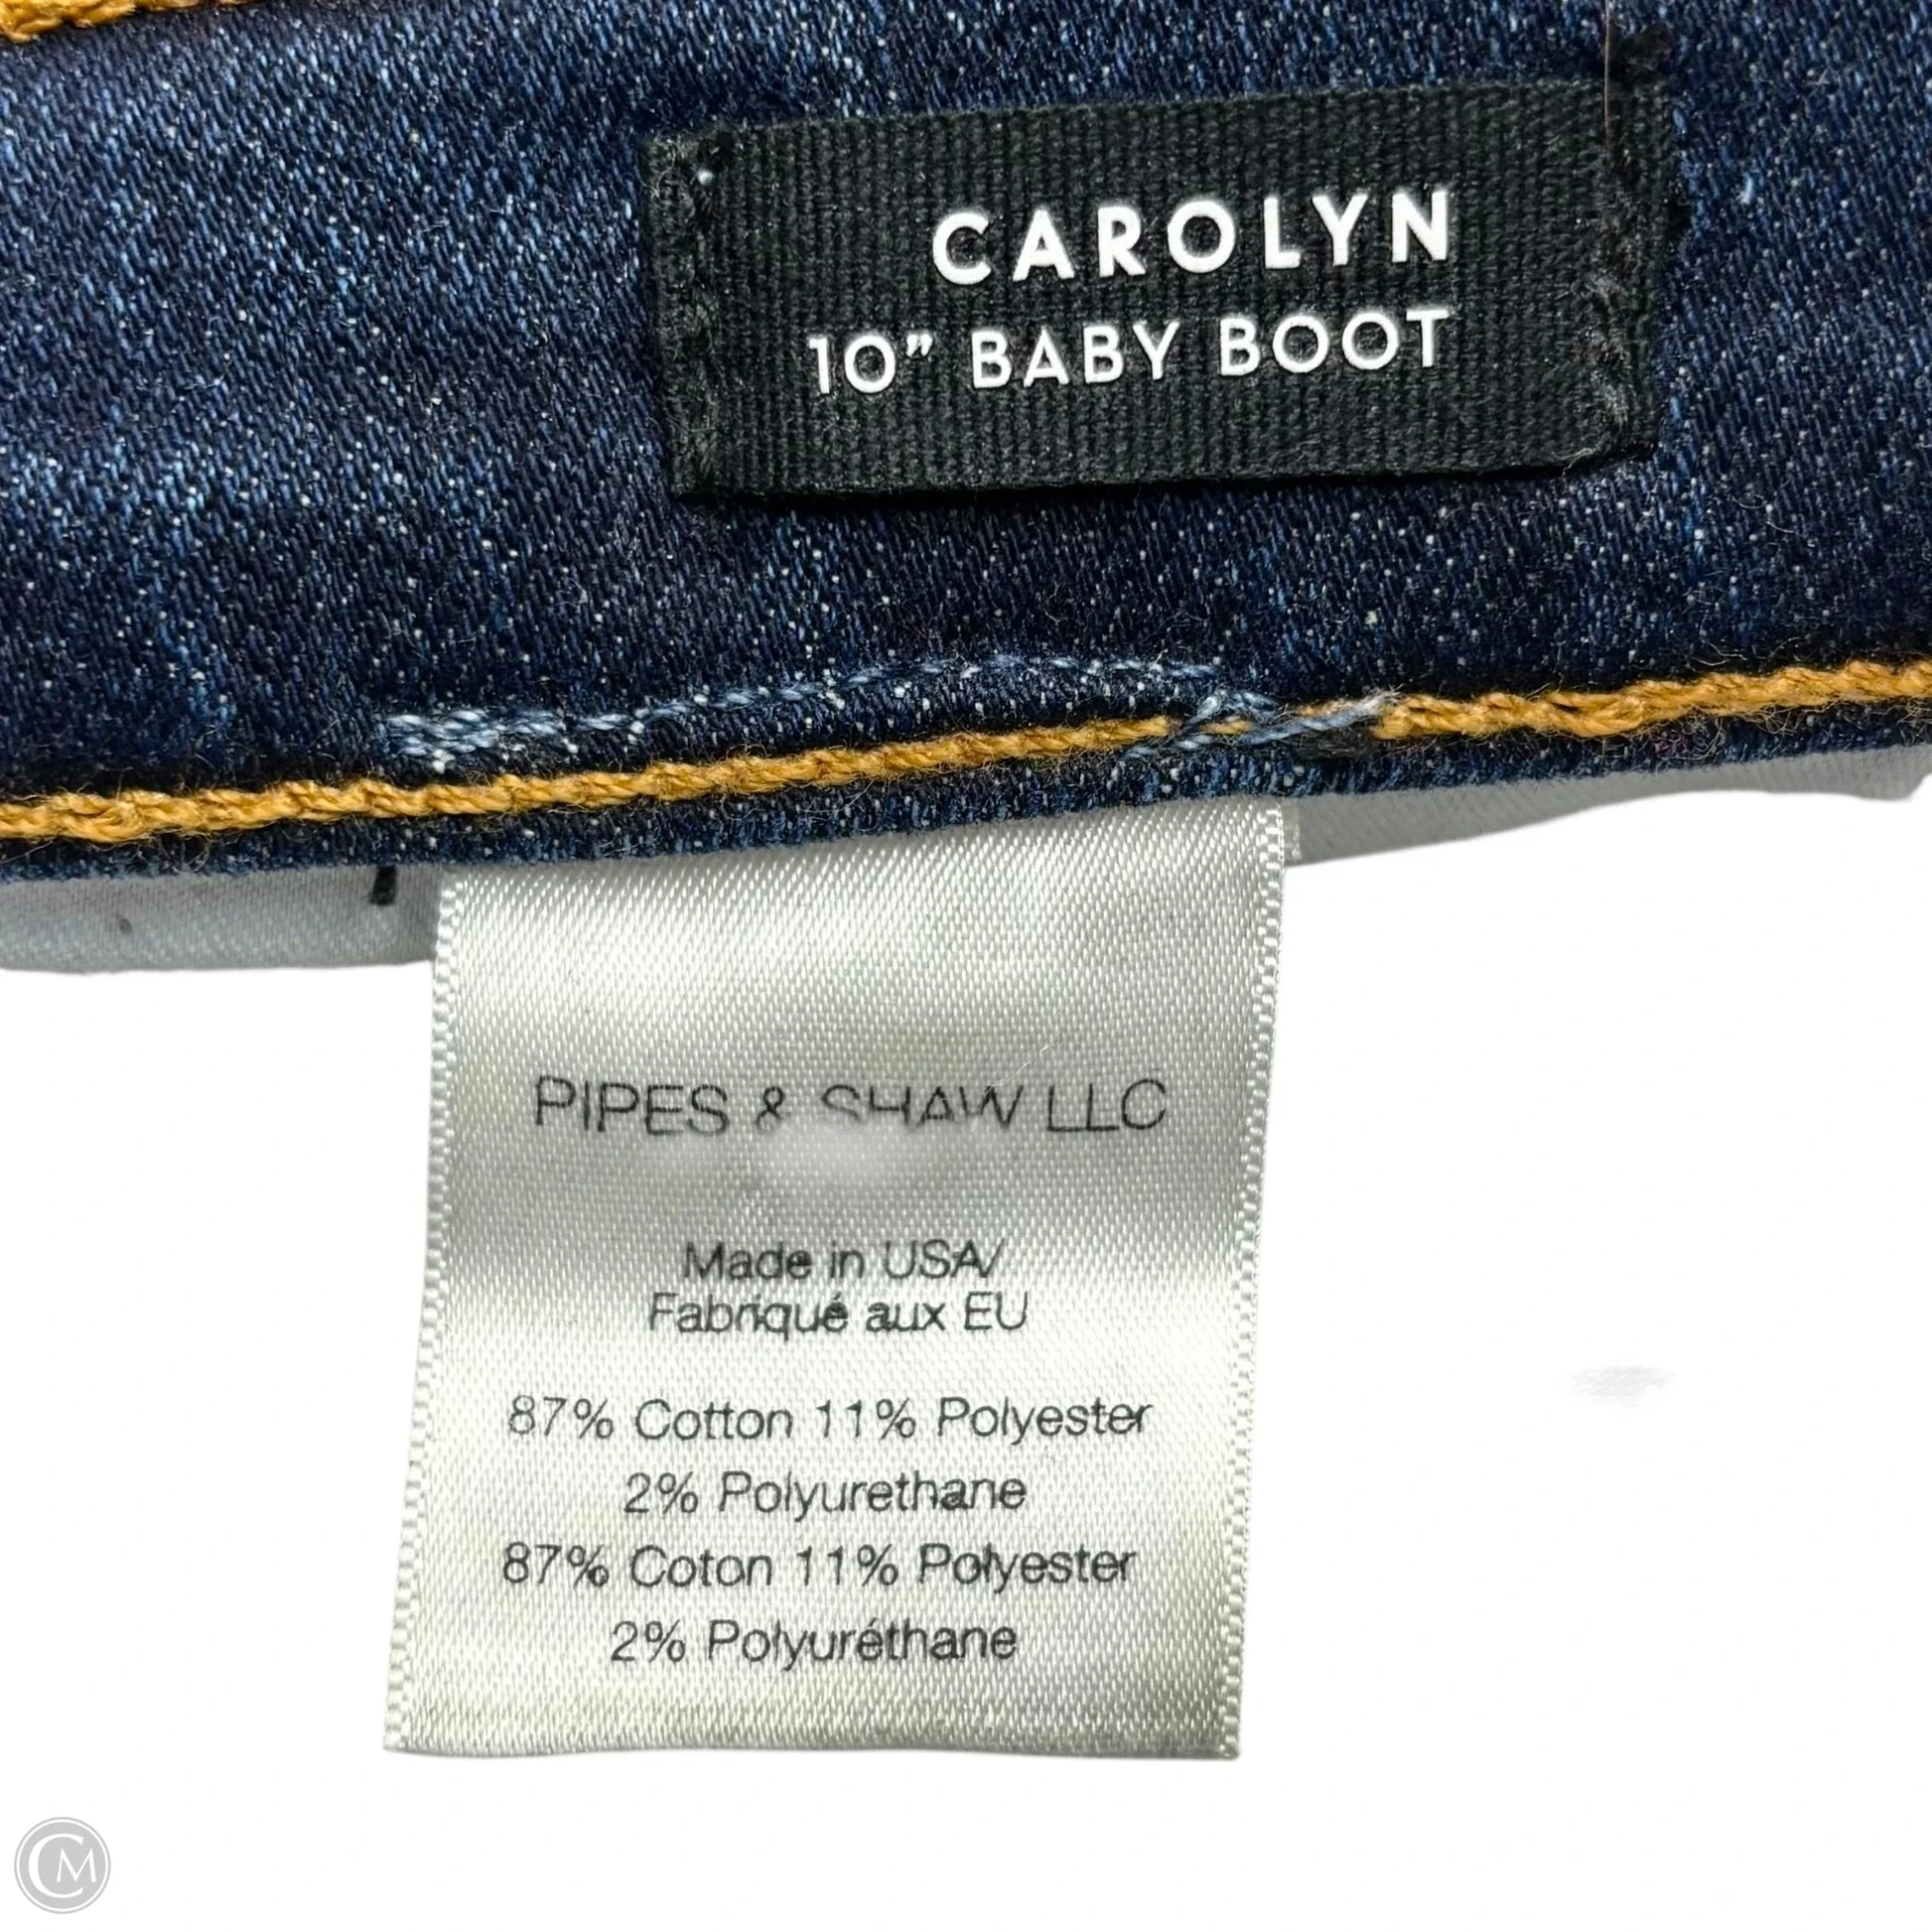 CAROLYN
10” BABY BOOT
PIPES & SHAW LLC
Made in USA/
Fabriqué aux EU
87% Cotton 11% Polyester
2% Polyurethane
87% Coton 11% Polyester
2% Polyuréthane
CM